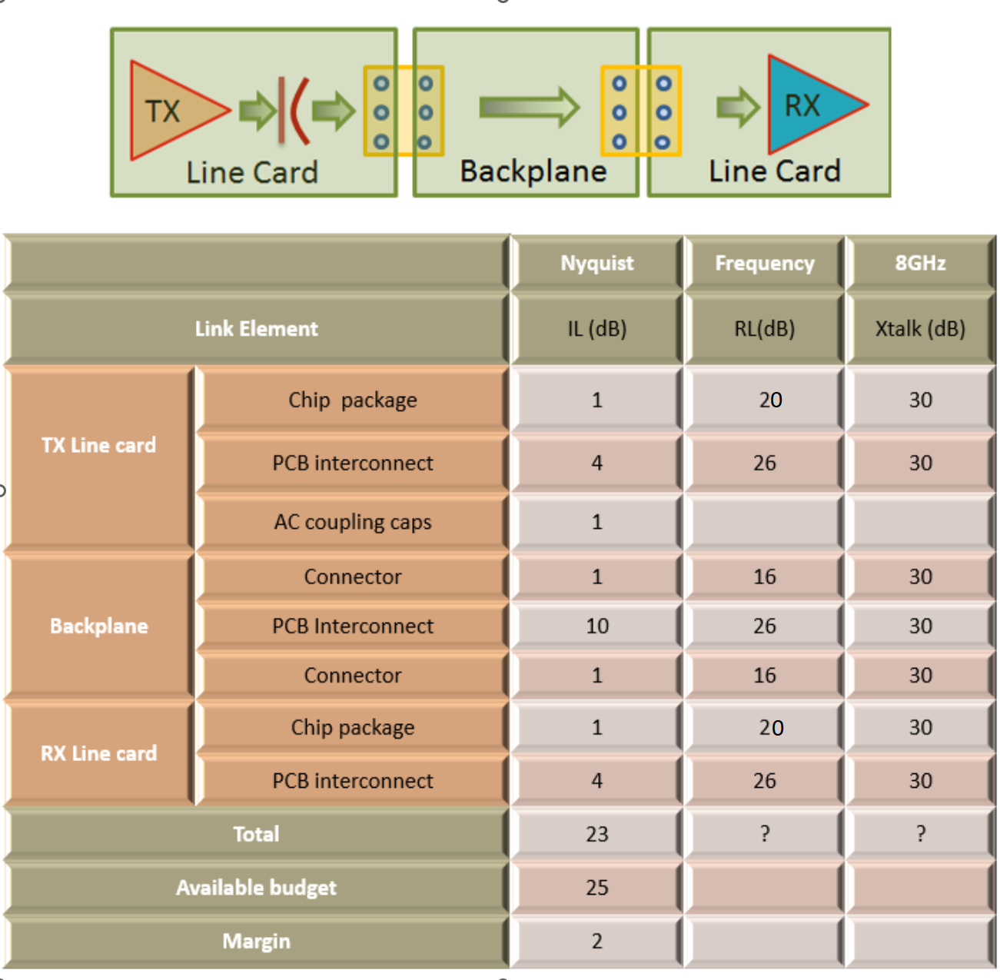 TX
RX
Line Card
Backplane
Line Card
Nyquist Frequency 8GHz
Link Element IL (dB) RL(dB) Xtalk (dB)
TX Line card
Chip package 1 20 30
PCB interconnect 4 26 30
AC coupling caps 1
Backplane
Connector 1 16 30
PCB Interconnect 10 26 30
Connector 1 16 30
RX Line card
Chip package 1 20 30
PCB interconnect 4 26 30
Total 23 ? ?
Available budget 25
Margin 2